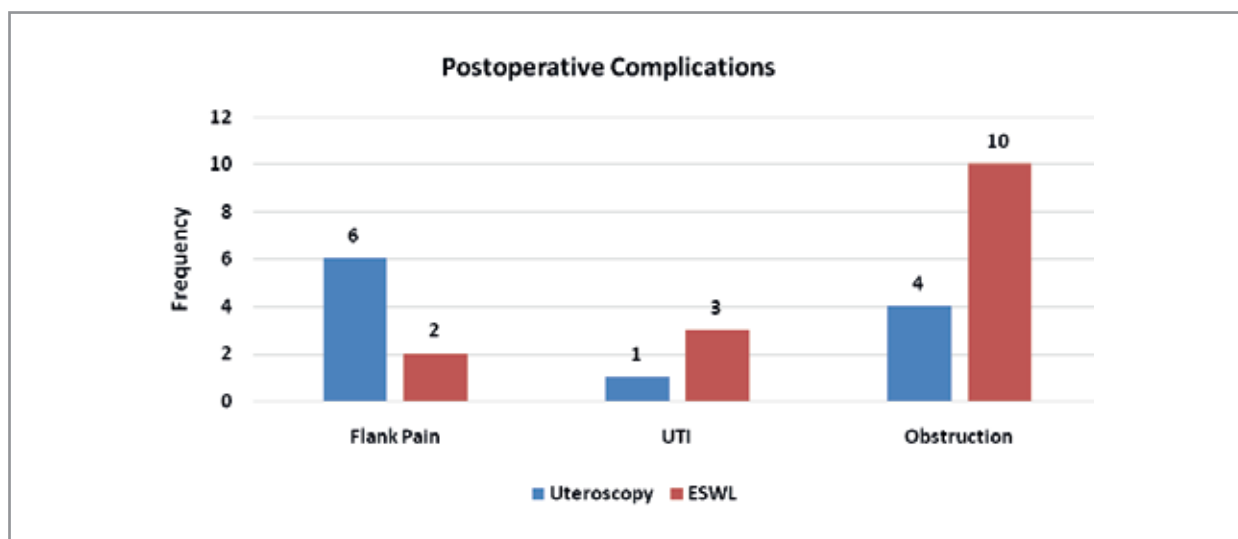 Postoperative Complications
Frequency
12
10
8
6
4
2
0
6
2
1
3
4
10
Flank Pain
UTI
Obstruction
Uteroscopy
ESWL